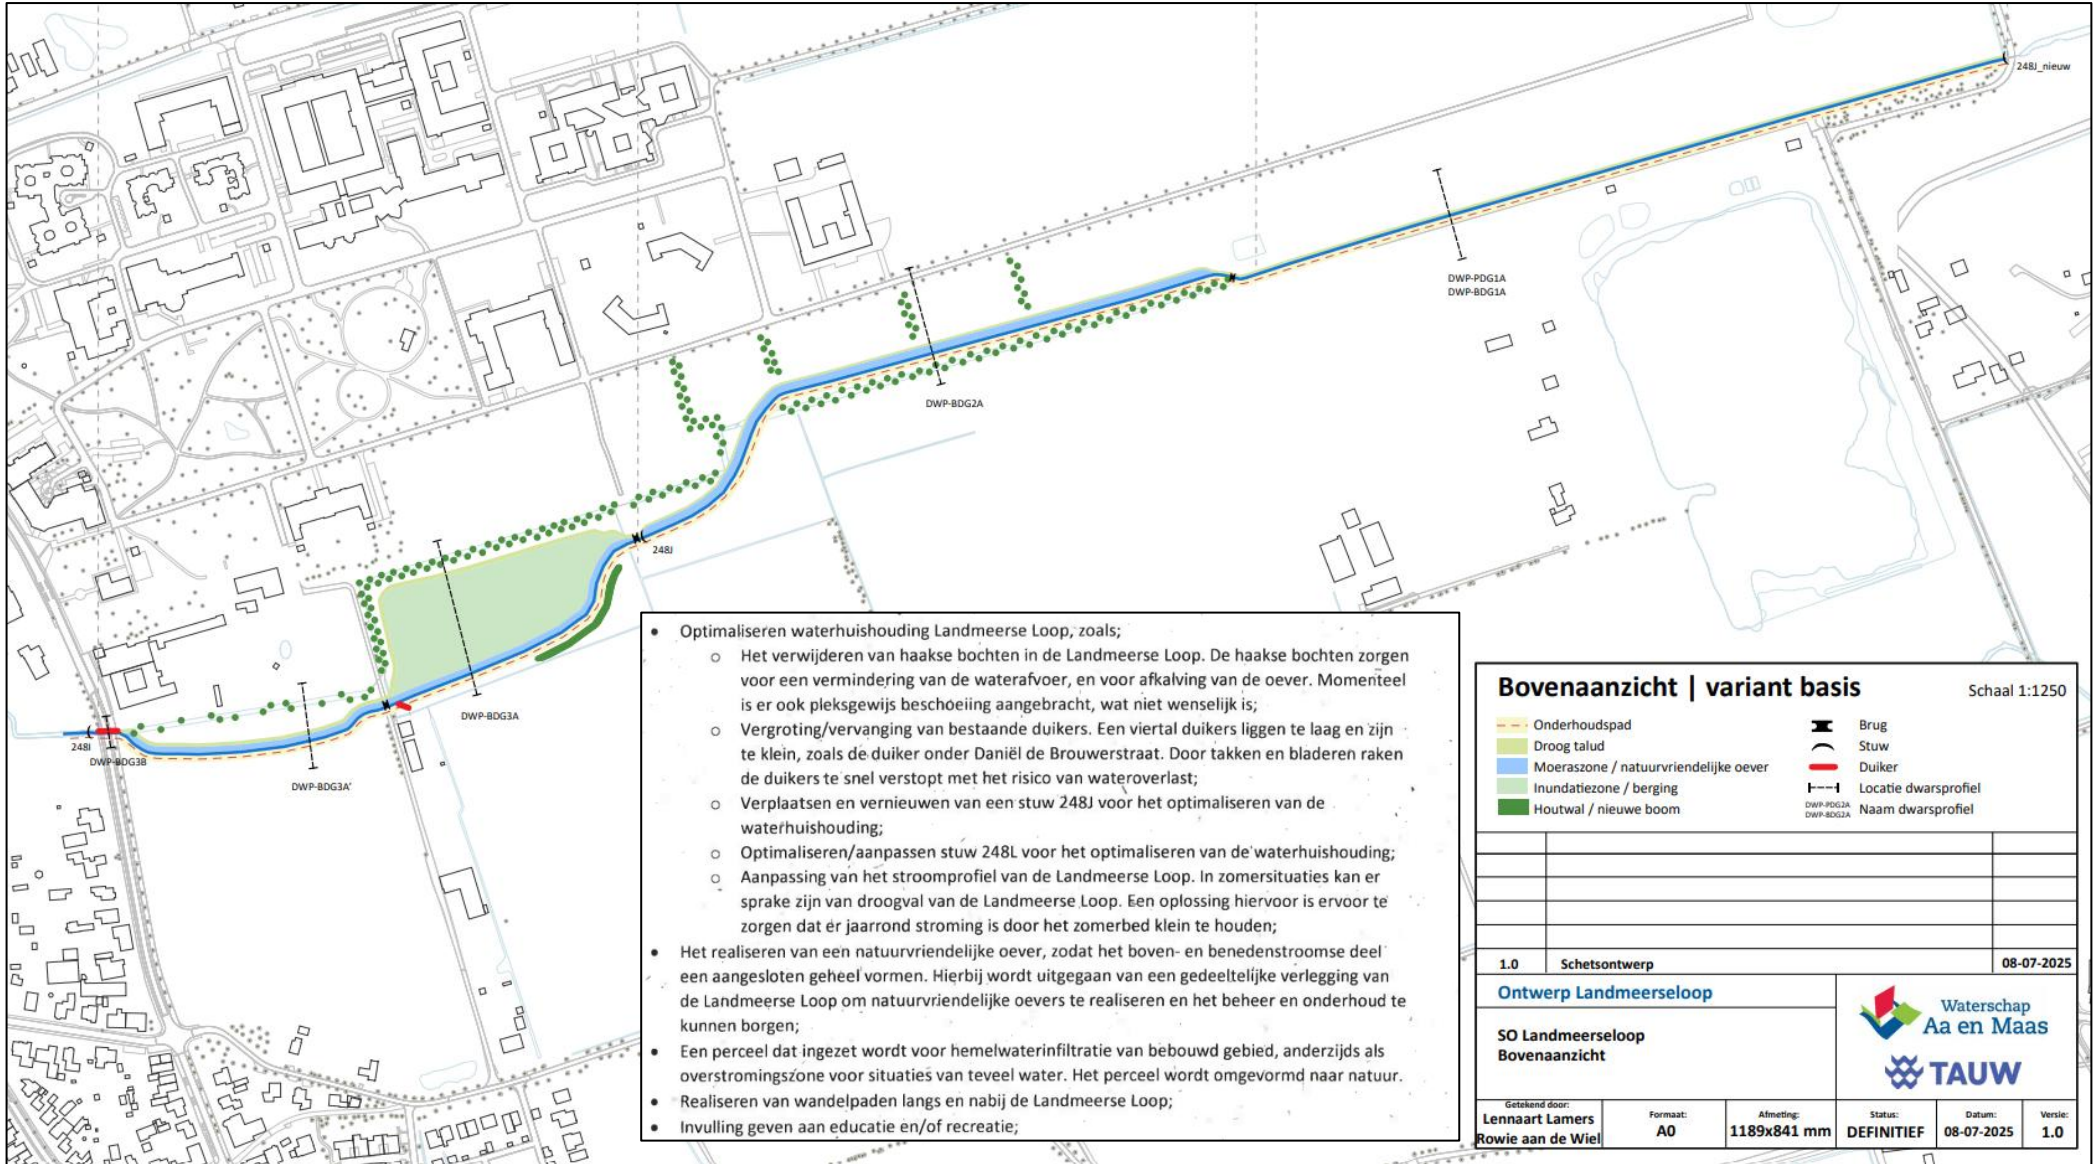 248J_nieuw
DWP-PDG1A
DWP-BDG1A
DWP-BDG2A
248J
DWP-BDG3A
248I
DWP-BDG3B
DWP-BDG3A'
• Optimaliseren waterhuishouding Landmeerse Loop, zoals;
○ Het verwijderen van haakse bochten in de Landmeerse Loop. De haakse bochten zorgen
voor een vermindering van de waterafvoer, en voor afkalving van de oever. Momenteel
is er ook pleksgewijs beschoeiing aangebracht, wat niet wenselijk is;
○ Vergroting/vervanging van bestaande duikers. Een viertal duikers liggen te laag en zijn
te klein, zoals de duiker onder Daniël de Brouwerstraat. Door takken en bladeren raken
de duikers te snel verstopt met het risico van wateroverlast;
○ Verplaatsen en vernieuwen van een stuw 248J voor het optimaliseren van de
waterhuishouding;
○ Optimaliseren/aanpassen stuw 248L voor het optimaliseren van de waterhuishouding;
○ Aanpassing van het stroomprofiel van de Landmeerse Loop. In zomersituaties kan er
sprake zijn van droogval van de Landmeerse Loop. Een oplossing hiervoor is ervoor te
zorgen dat er jaarrond stroming is door het zomerbed klein te houden;
• Het realiseren van een natuurvriendelijke oever, zodat het boven- en benedenstroomse deel
een aangesloten geheel vormen. Hierbij wordt uitgegaan van een gedeeltelijke verlegging van
de Landmeerse Loop om natuurvriendelijke oevers te realiseren en het beheer en onderhoud te
kunnen borgen;
• Een perceel dat ingezet wordt voor hemelwaterinfiltratie van bebouwd gebied, anderzijds als
overstromingszone voor situaties van teveel water. Het perceel wordt omgevormd naar natuur.
• Realiseren van wandelpaden langs en nabij de Landmeerse Loop;
• Invulling geven aan educatie en/of recreatie;
Bovenaanzicht | variant basis
Schaal 1:1250
Onderhoudspad
Droog talud
Moeraszone / natuurvriendelijke oever
Inundatiezone / berging
Houtwal / nieuwe boom
Brug
Stuw
Duiker
Locatie dwarsprofiel
DWP-PDG2A
DWP-BDG2A
Naam dwarsprofiel
1.0 Schetsontwerp 08-07-2025
Ontwerp Landmeerseloop
SO Landmeerseloop
Bovenaanzicht
Waterschap
Aa en Maas
TAUW
Getekend door:
Lennaart Lamers
Rowie aan de Wiel
Formaat:
A0
Afmeting:
1189x841 mm
Status:
DEFINITIEF
Datum:
08-07-2025
Versie:
1.0